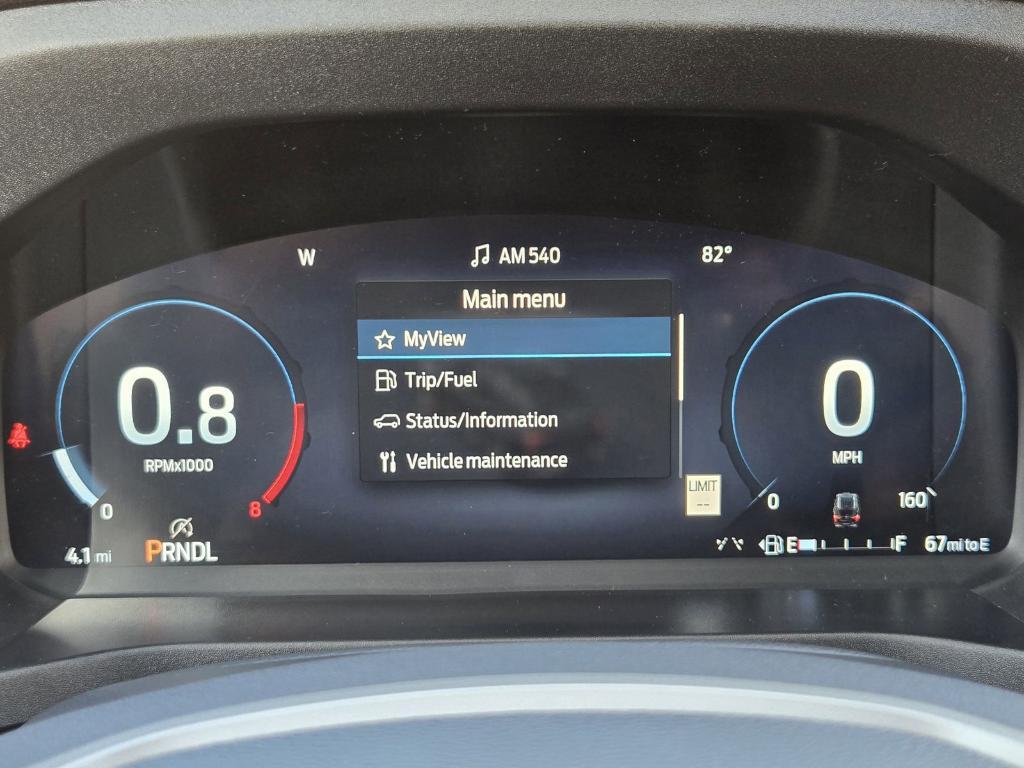 W
AM 540
82°
Main menu
MyView
Trip/Fuel
Status/Information
Vehicle maintenance
0.8
RPMx1000
0
8
0
MPH
0
160
LIMIT
--
4.1 mi
PRNDL
E
F
67 mi to E